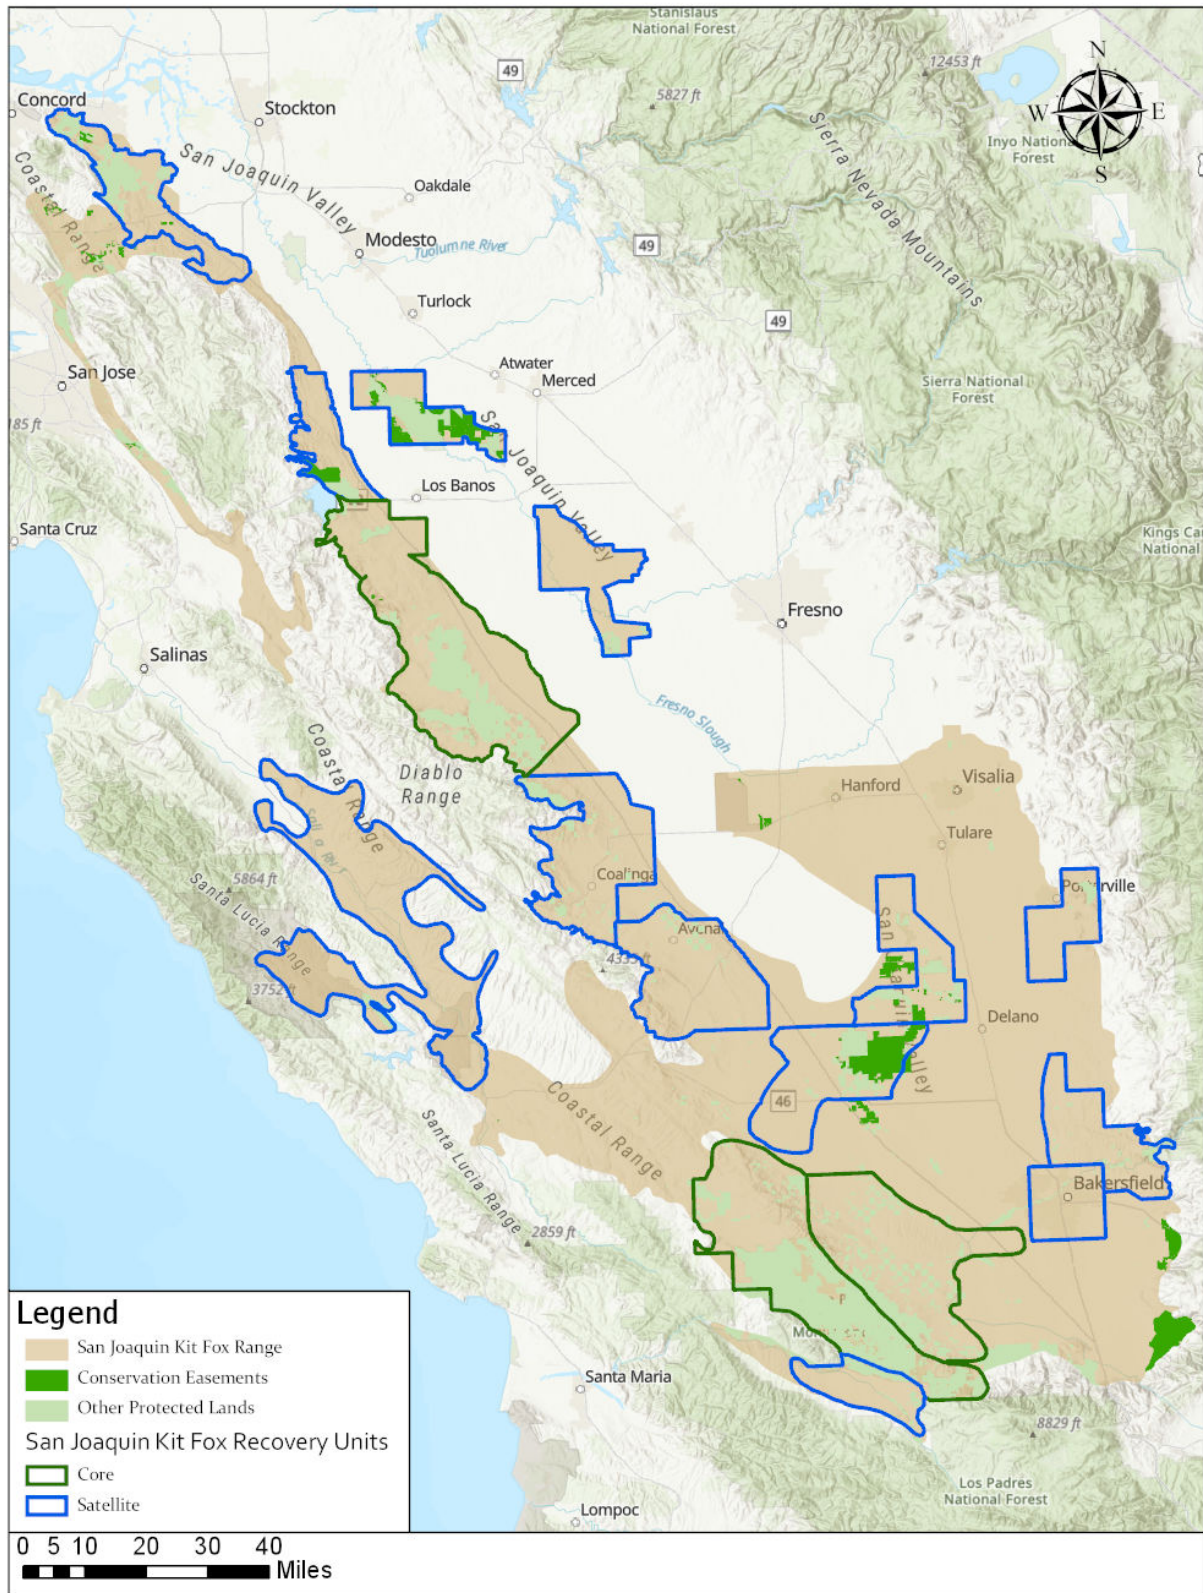 Stanislaus
National Forest
12453 ft
5827 ft
49
N
W
E
S
Concord
Stockton
Sierra Nevada Mountains
Inyo National
Forest
San Joaquin Valley
Coastal Range
Oakdale
Modesto
Tuolumne River
49
Turlock
49
San Jose
Atwater
Merced
Sierra National
Forest
185 ft
San Joaquin Valley
Los Banos
Santa Cruz
Kings Ca
National
Fresno
Salinas
Fresno Slough
Coastal Range
Diablo
Range
Hanford
Visalia
Tulare
Coalinga
5864 ft
Santa Lucia Range
3752 ft
Avenal
4335 ft
Delano
46
Coastal Range
Santa Lucia Range
2859 ft
Bakersfield
Santa Maria
8829 ft
Los Padres
National Forest
Lompoc
Legend
San Joaquin Kit Fox Range
Conservation Easements
Other Protected Lands
San Joaquin Kit Fox Recovery Units
Core
Satellite
0 5 10 20 30 40
Miles